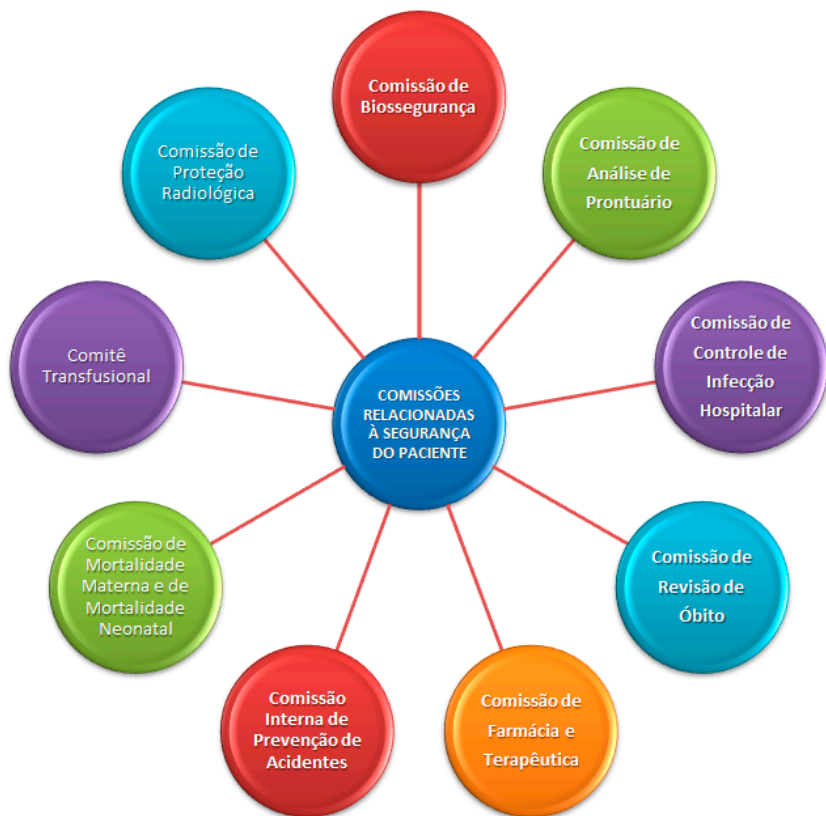 Comissão de
Biossegurança
Comissão de
Análise de
Prontuário
Comissão de
Controle de
Infecção
Hospitalar
Comissão de
Revisão de
Óbito
Comissão de
Farmácia e
Terapêutica
Comissão
Interna de
Prevenção de
Acidentes
Comissão de
Mortalidade
Materna e de
Mortalidade
Neonatal
Comitê
Transfusional
Comissão de
Proteção
Radiológica
COMISSÕES
RELACIONADAS
À SEGURANÇA
DO PACIENTE